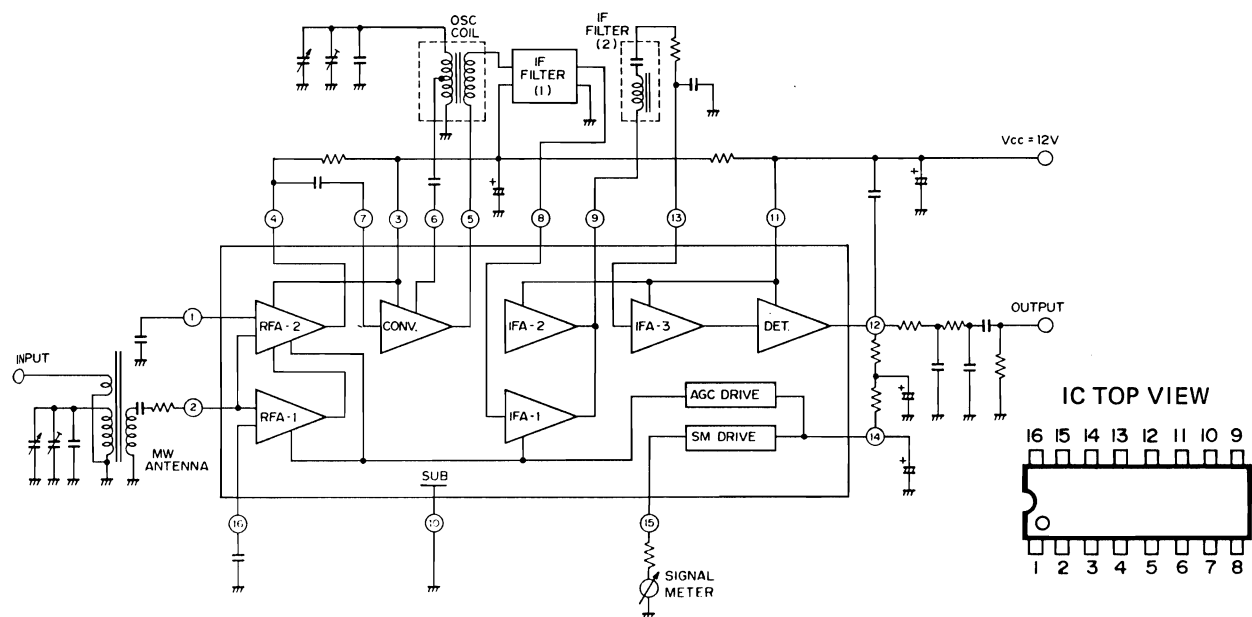 OSC
COIL
IF
FILTER
(1)
IF
FILTER
(2)
Vcc = 12V
4
7
3
6
5
8
9
13
11
1
RFA - 2
CONV.
IFA - 2
IFA - 3
DET.
12
OUTPUT
INPUT
2
RFA - 1
IFA - 1
AGC DRIVE
SM DRIVE
14
MW
ANTENNA
SUB
16
10
15
SIGNAL
METER
IC TOP VIEW
16 15 14 13 12 11 10 9
1 2 3 4 5 6 7 8